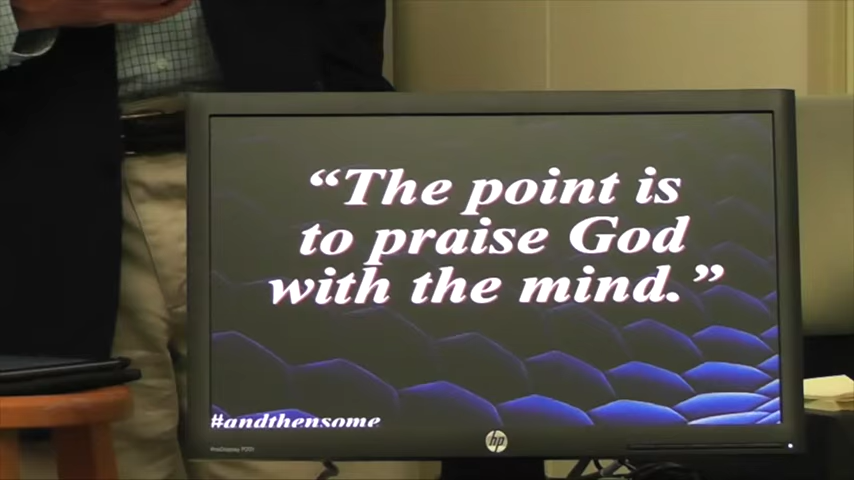 “The point is
to praise God
with the mind.”
#andthensome
hp